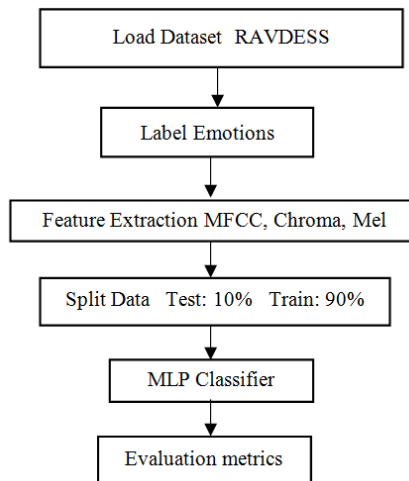 Load Dataset RAVDESS
Label Emotions
Feature Extraction MFCC, Chroma, Mel
Split Data Test: 10% Train: 90%
MLP Classifier
Evaluation metrics